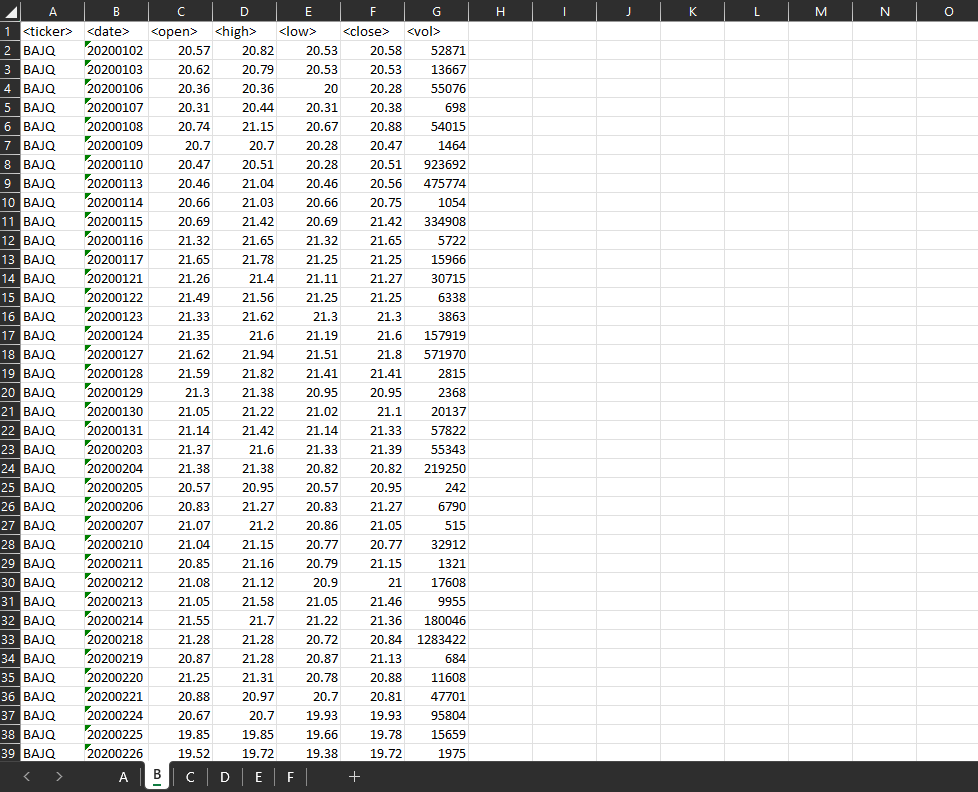 A B C D E F G H I J K L M N O
1 <ticker> <date> <open> <high> <low> <close> <vol>
2 BAJQ 20200102 20.57 20.82 20.53 20.58 52871
3 BAJQ 20200103 20.62 20.79 20.53 20.53 13667
4 BAJQ 20200106 20.36 20.36 20 20.28 55076
5 BAJQ 20200107 20.31 20.44 20.31 20.38 698
6 BAJQ 20200108 20.74 21.15 20.67 20.88 54015
7 BAJQ 20200109 20.7 20.7 20.28 20.47 1464
8 BAJQ 20200110 20.47 20.51 20.28 20.51 923692
9 BAJQ 20200113 20.46 21.04 20.46 20.56 475774
10 BAJQ 20200114 20.66 21.03 20.66 20.75 1054
11 BAJQ 20200115 20.69 21.42 20.69 21.42 334908
12 BAJQ 20200116 21.32 21.65 21.32 21.65 5722
13 BAJQ 20200117 21.65 21.78 21.25 21.25 15966
14 BAJQ 20200121 21.26 21.4 21.11 21.27 30715
15 BAJQ 20200122 21.49 21.56 21.25 21.25 6338
16 BAJQ 20200123 21.33 21.62 21.3 21.3 3863
17 BAJQ 20200124 21.35 21.6 21.19 21.6 157919
18 BAJQ 20200127 21.62 21.94 21.51 21.8 571970
19 BAJQ 20200128 21.59 21.82 21.41 21.41 2815
20 BAJQ 20200129 21.3 21.38 20.95 20.95 2368
21 BAJQ 20200130 21.05 21.22 21.02 21.1 20137
22 BAJQ 20200131 21.14 21.42 21.14 21.33 57822
23 BAJQ 20200203 21.37 21.6 21.33 21.39 55343
24 BAJQ 20200204 21.38 21.38 20.82 20.82 219250
25 BAJQ 20200205 20.57 20.95 20.57 20.95 242
26 BAJQ 20200206 20.83 21.27 20.83 21.27 6790
27 BAJQ 20200207 21.07 21.2 20.86 21.05 515
28 BAJQ 20200210 21.04 21.15 20.77 20.77 32912
29 BAJQ 20200211 20.85 21.16 20.79 21.15 1321
30 BAJQ 20200212 21.08 21.12 20.9 21 17608
31 BAJQ 20200213 21.05 21.58 21.05 21.46 9955
32 BAJQ 20200214 21.55 21.7 21.22 21.36 180046
33 BAJQ 20200218 21.28 21.28 20.72 20.84 1283422
34 BAJQ 20200219 20.87 21.28 20.87 21.13 684
35 BAJQ 20200220 21.25 21.31 20.78 20.88 11608
36 BAJQ 20200221 20.88 20.97 20.7 20.81 47701
37 BAJQ 20200224 20.67 20.7 19.93 19.93 95804
38 BAJQ 20200225 19.85 19.85 19.66 19.78 15659
39 BAJQ 20200226 19.52 19.72 19.38 19.72 1975
A B C D E F